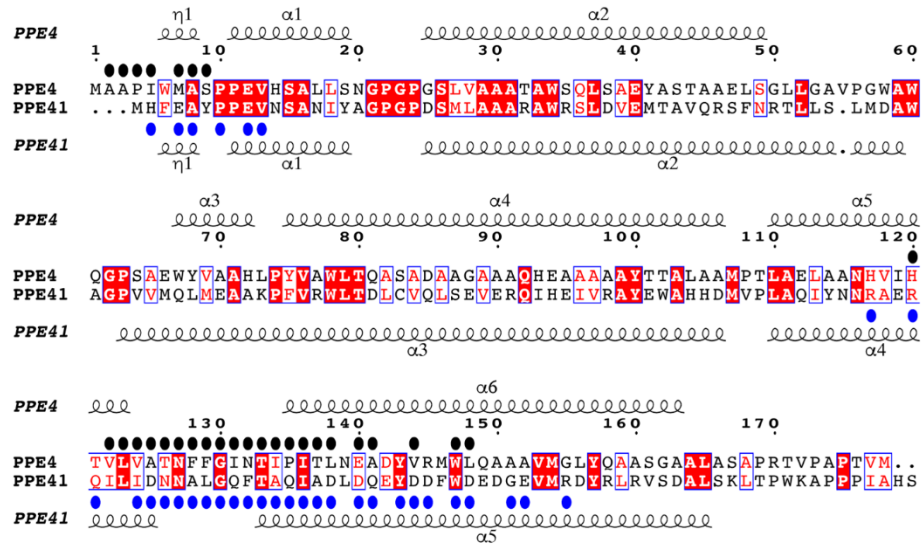 η1 α1 α2
PPE4
1 10 20 30 40 50 60
PPE4 MAAPIWMASPPEVHSALLSNGPGPGSLVAAATAWSQLSAEYASTAAELSGLLGAVPGWAW
PPE41 ...MHFEAYPPEVNSANIYAGPGPDSMLAAARAWRSLDVEMTAVQRSFNRTLLS.LMDAW
PPE41 .
η1 α1 α2
α3 α4 α5
PPE4
70 80 90 100 110 120
PPE4 QGPSAEWYVAAHLPYVAWLTQASADAAGAAAQHEAAAAAYTTALAAMPTLAELAANHVIH
PPE41 AGPVVMQLMEAAKPFVRWLTDLCVQLSEVERQIHEIVRAYEWAHHDMVPLAQIYNNRAER
PPE41
α3 α4
α6
PPE4
130 140 150 160 170
PPE4 TVLVATNFFGINTIPITLNEADYVRMWLQAAAVMGLYQAASGAALASAPRTVPAPTVM..
PPE41 QILIDNNALGQFTAQIADLDQEYDDFWDEDGEVMRDYRLRVSDALSKLTPWKAPPPIAHS
PPE41
α5